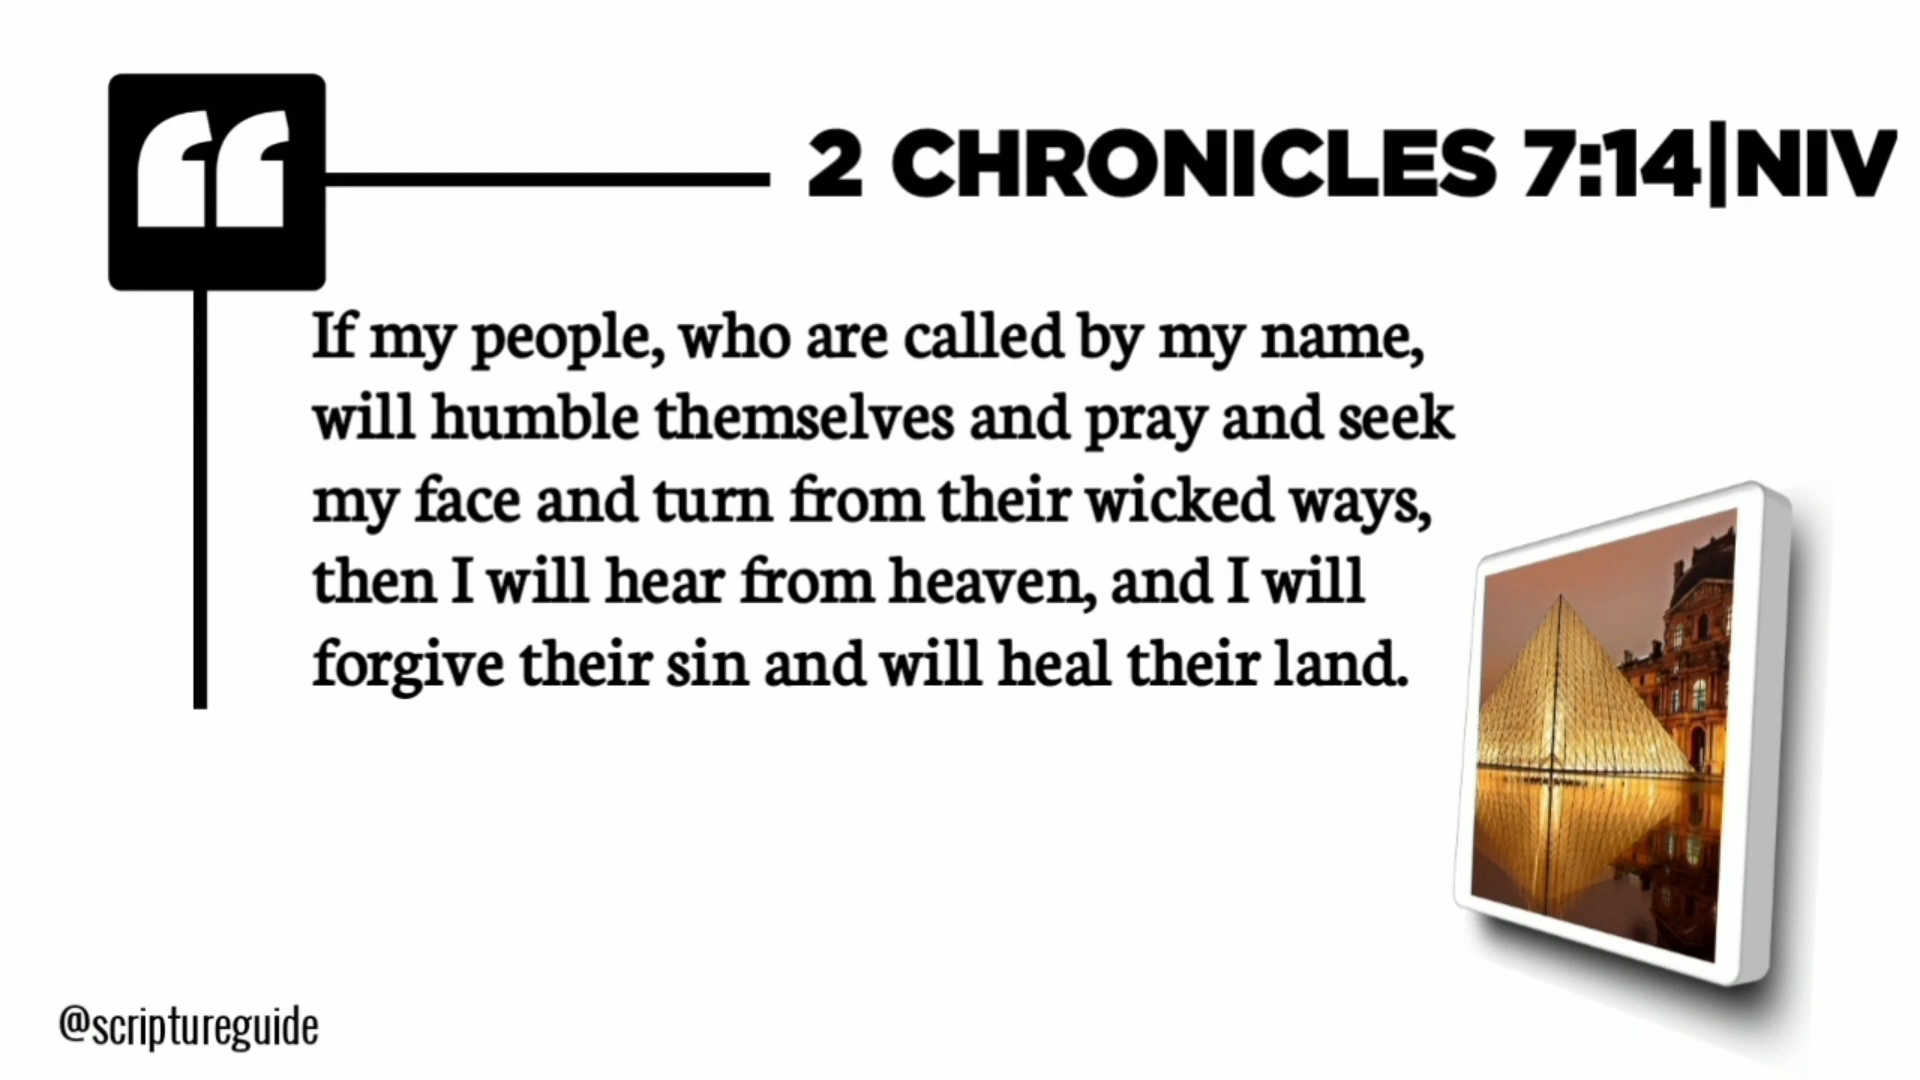 2 CHRONICLES 7:14|NIV
If my people, who are called by my name,
will humble themselves and pray and seek
my face and turn from their wicked ways,
then I will hear from heaven, and I will
forgive their sin and will heal their land.
@scriptureguide